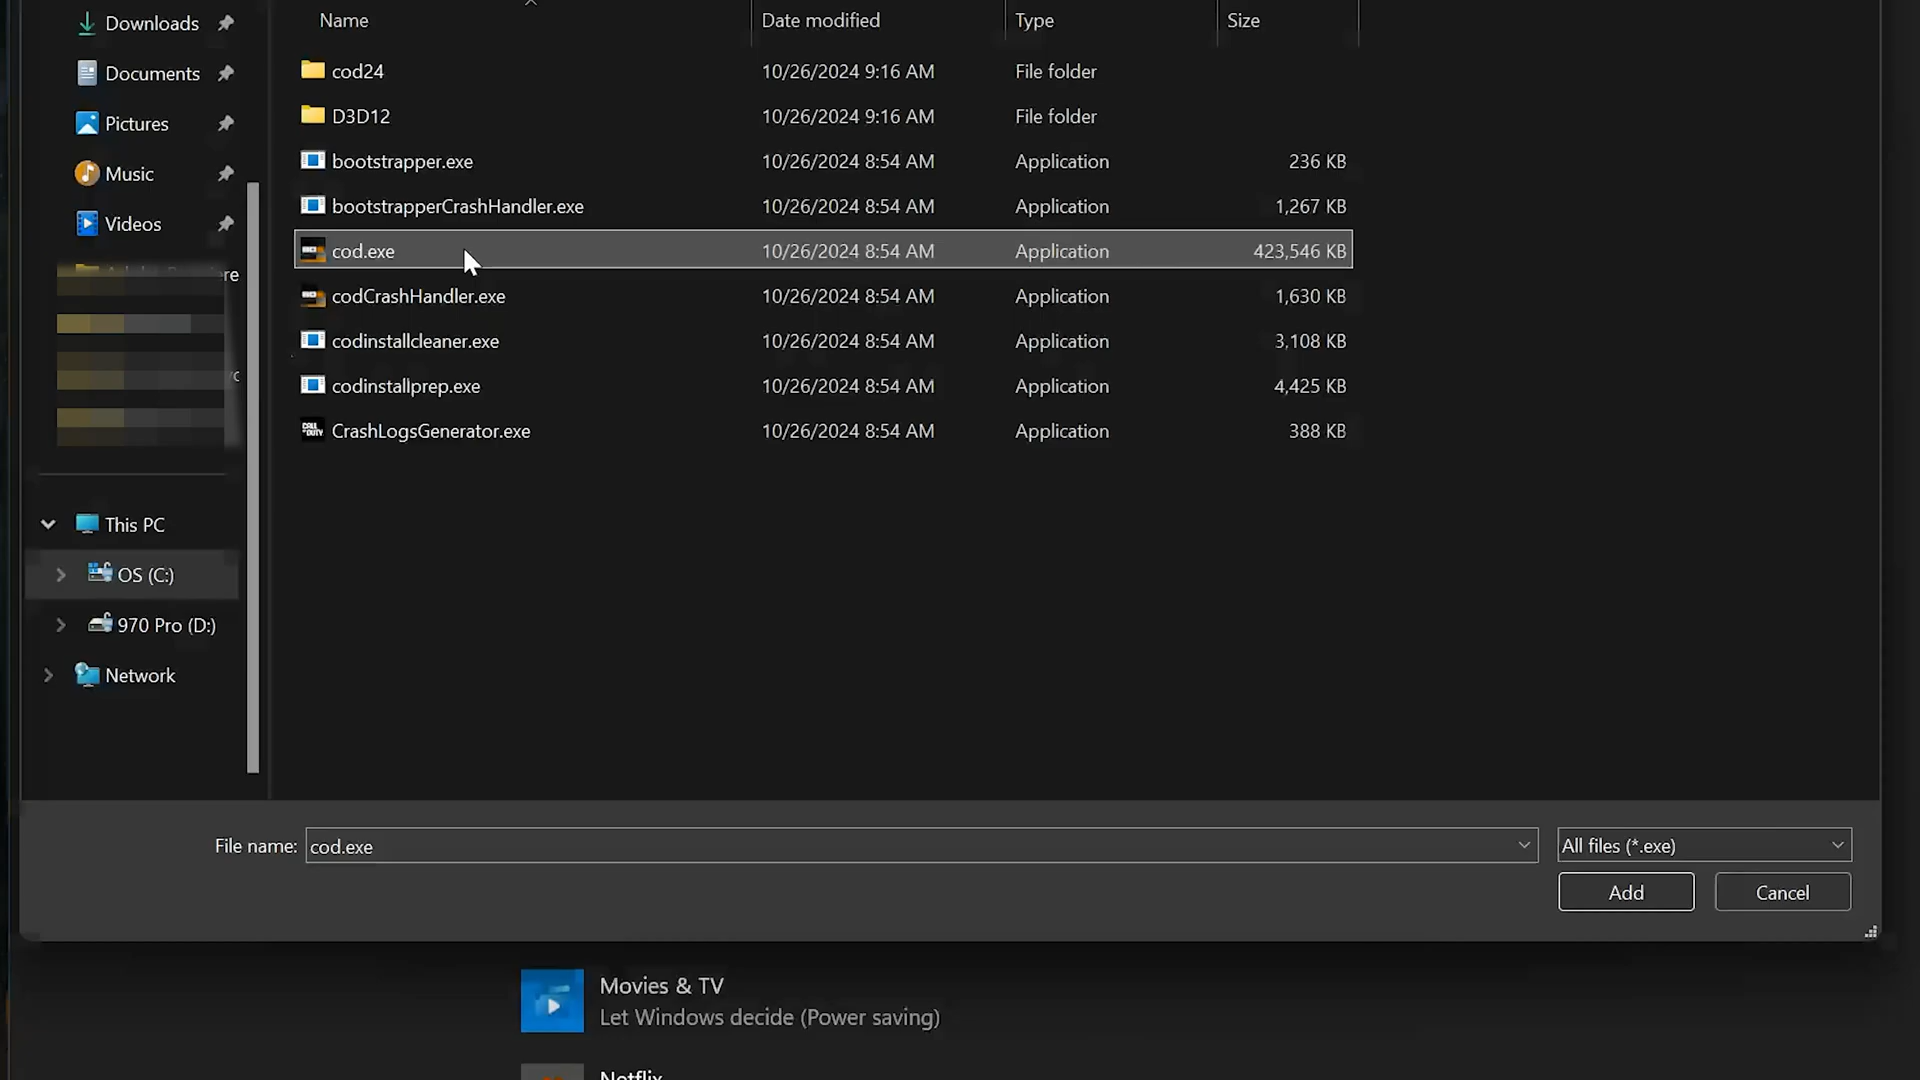 Name Date modified Type Size
Downloads
Documents
Pictures
Music
Videos
re
This PC
OS (C:)
970 Pro (D:)
Network
cod24 10/26/2024 9:16 AM File folder
D3D12 10/26/2024 9:16 AM File folder
bootstrapper.exe 10/26/2024 8:54 AM Application 236 KB
bootstrapperCrashHandler.exe 10/26/2024 8:54 AM Application 1,267 KB
cod.exe 10/26/2024 8:54 AM Application 423,546 KB
codCrashHandler.exe 10/26/2024 8:54 AM Application 1,630 KB
codinstallcleaner.exe 10/26/2024 8:54 AM Application 3,108 KB
codinstallprep.exe 10/26/2024 8:54 AM Application 4,425 KB
CrashLogsGenerator.exe 10/26/2024 8:54 AM Application 388 KB
File name: cod.exe All files (*.exe)
Add Cancel
Movies & TV
Let Windows decide (Power saving)
Netflix